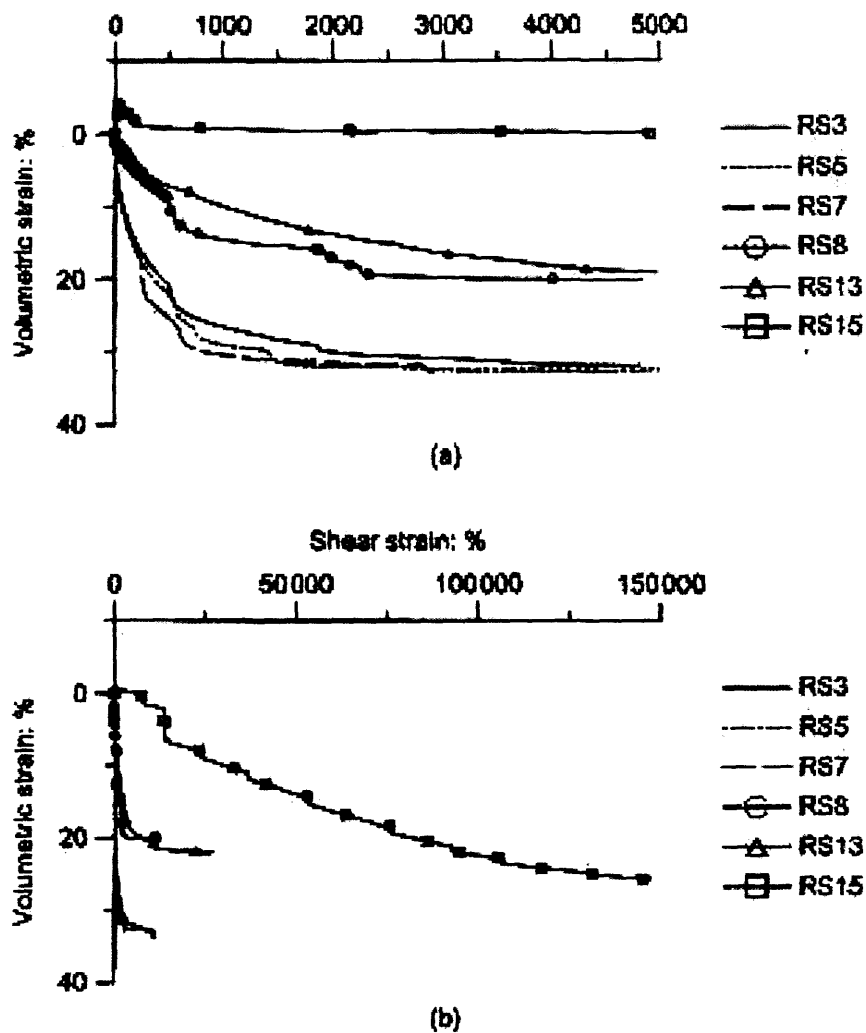 0 1000 2000 3000 4000 5000
Volumetric strain: %
0
20
40
RS3
RS5
RS7
RS8
RS13
RS15
(a)
Shear strain: %
0 50000 100000 150000
Volumetric strain: %
0
20
40
RS3
RS5
RS7
RS8
RS13
RS15
(b)